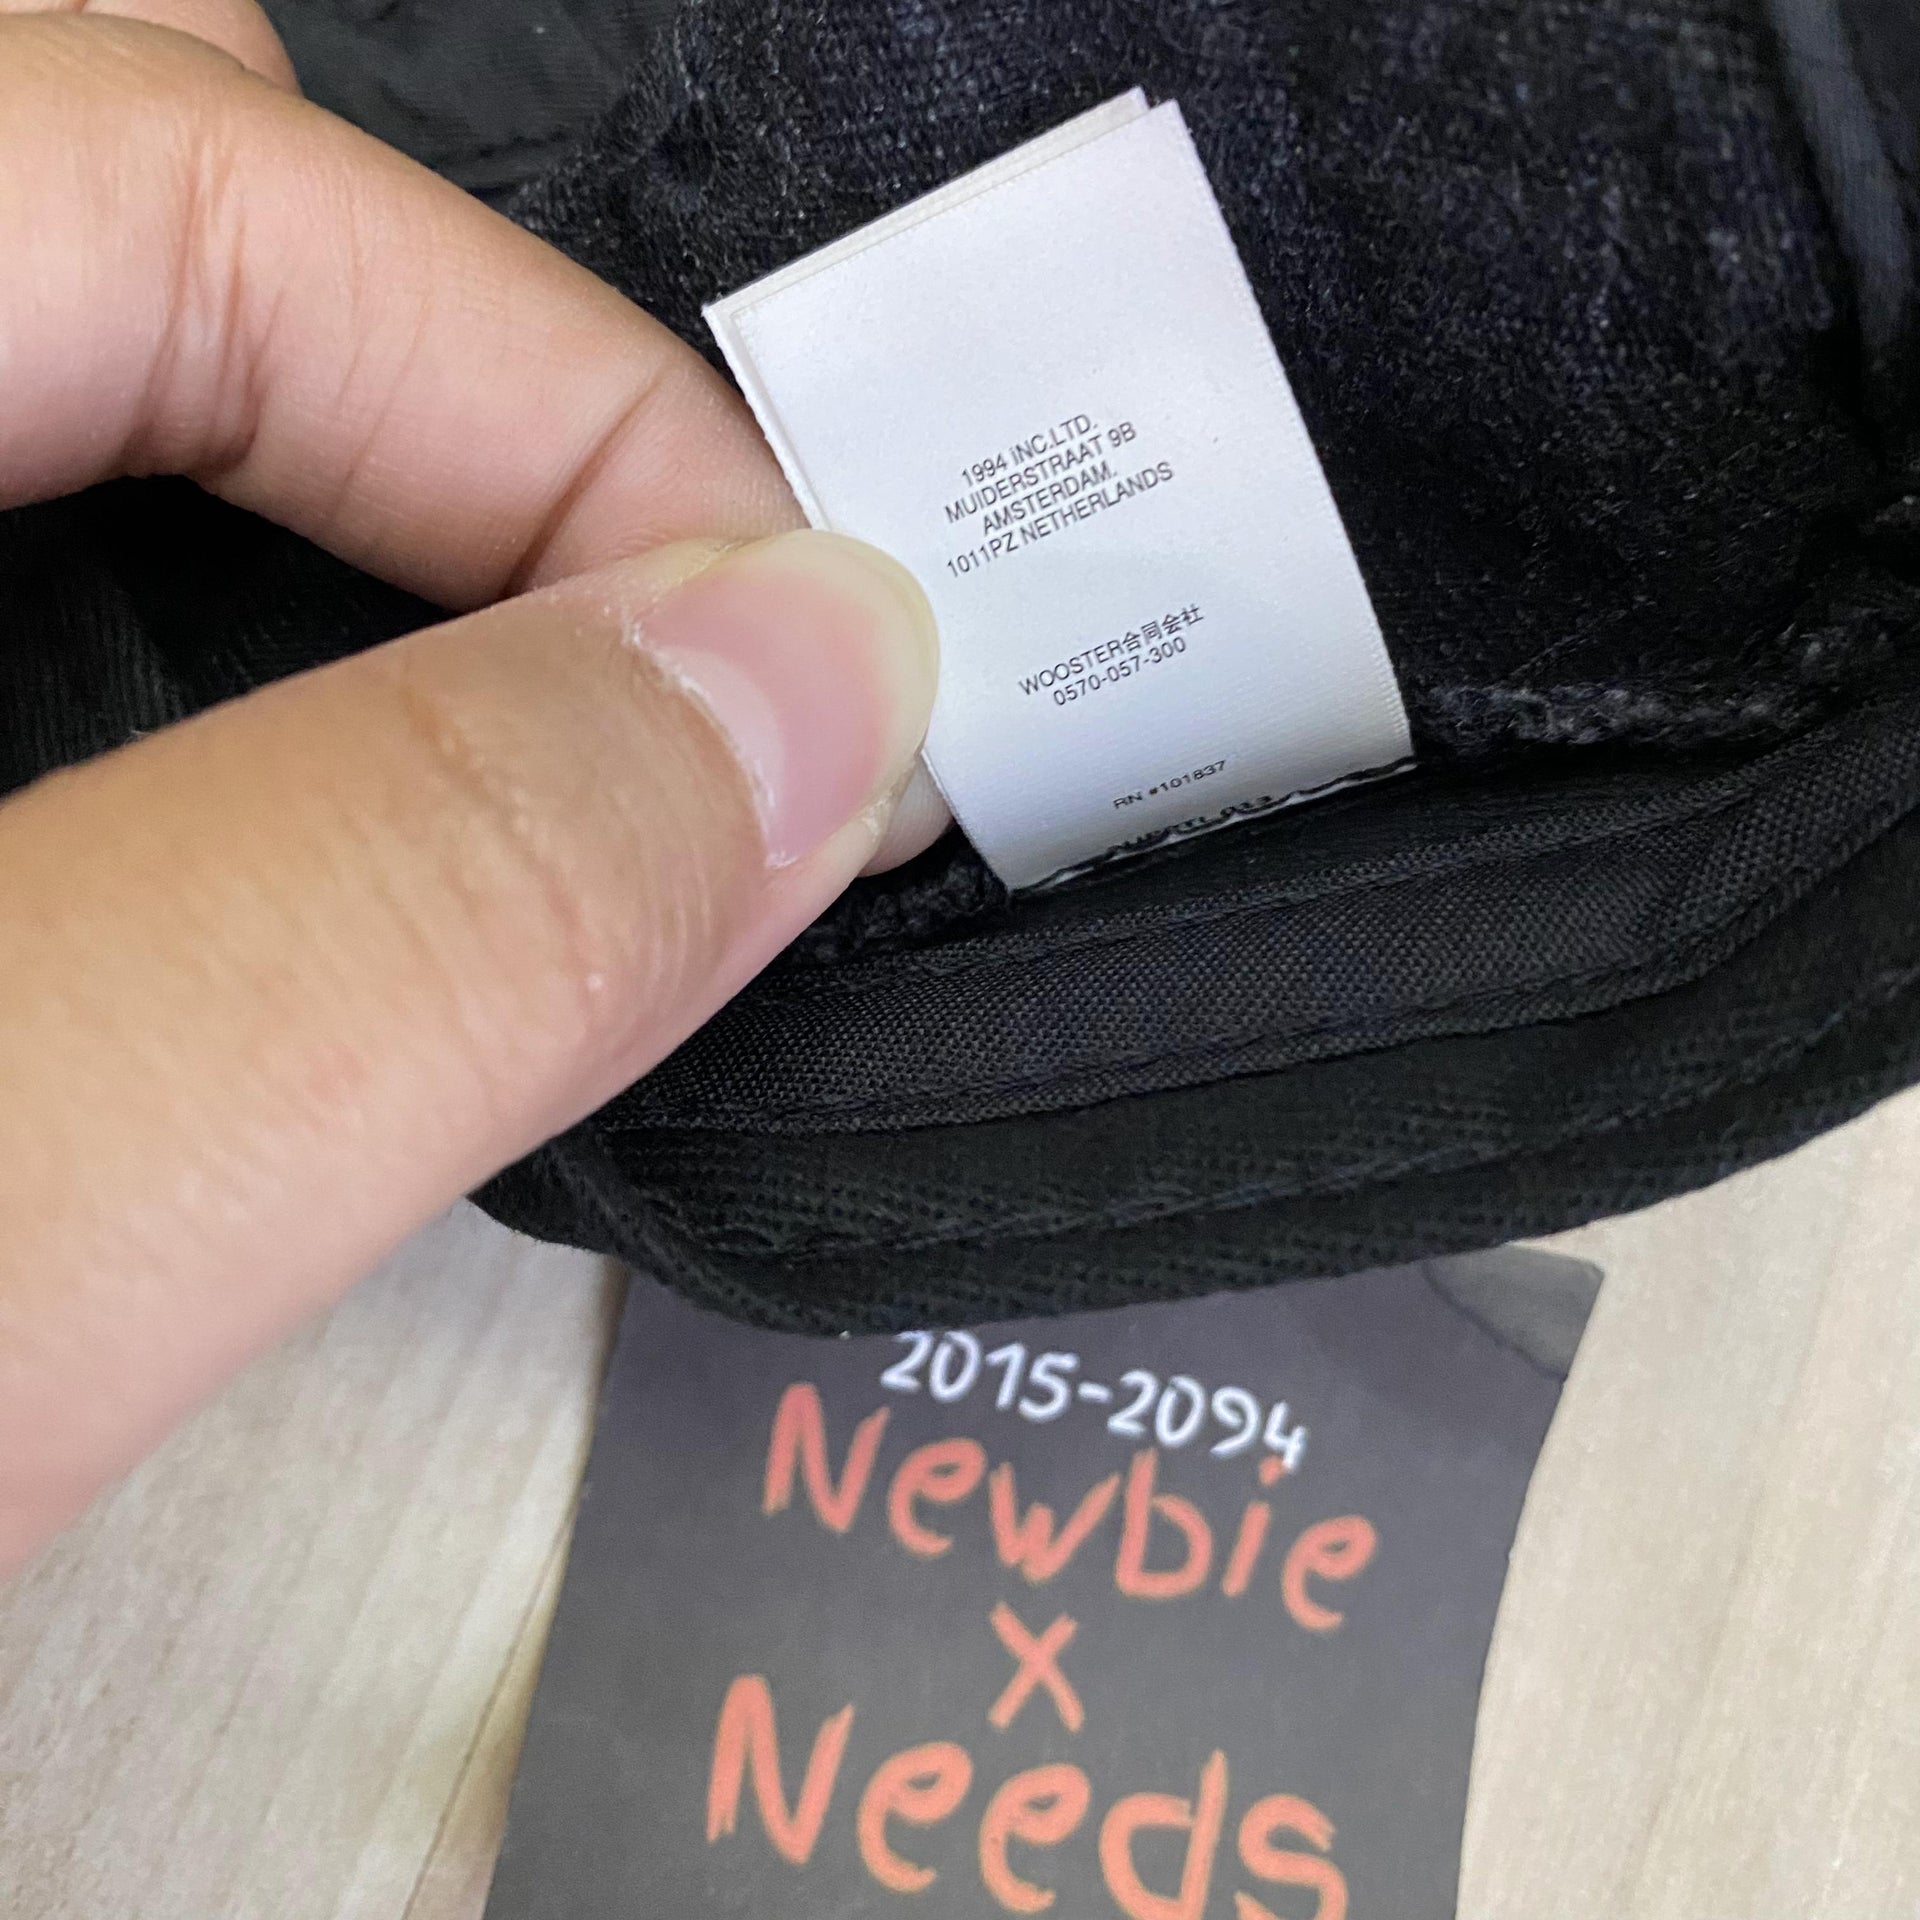 1994 iNC.LTD.
MUIDERSTRAAT 9B
AMSTERDAM.
1011PZ NETHERLANDS
WOOSTER合同会社
0570-057-300
RN #101837
2015-2094
Newbie
x
Needs